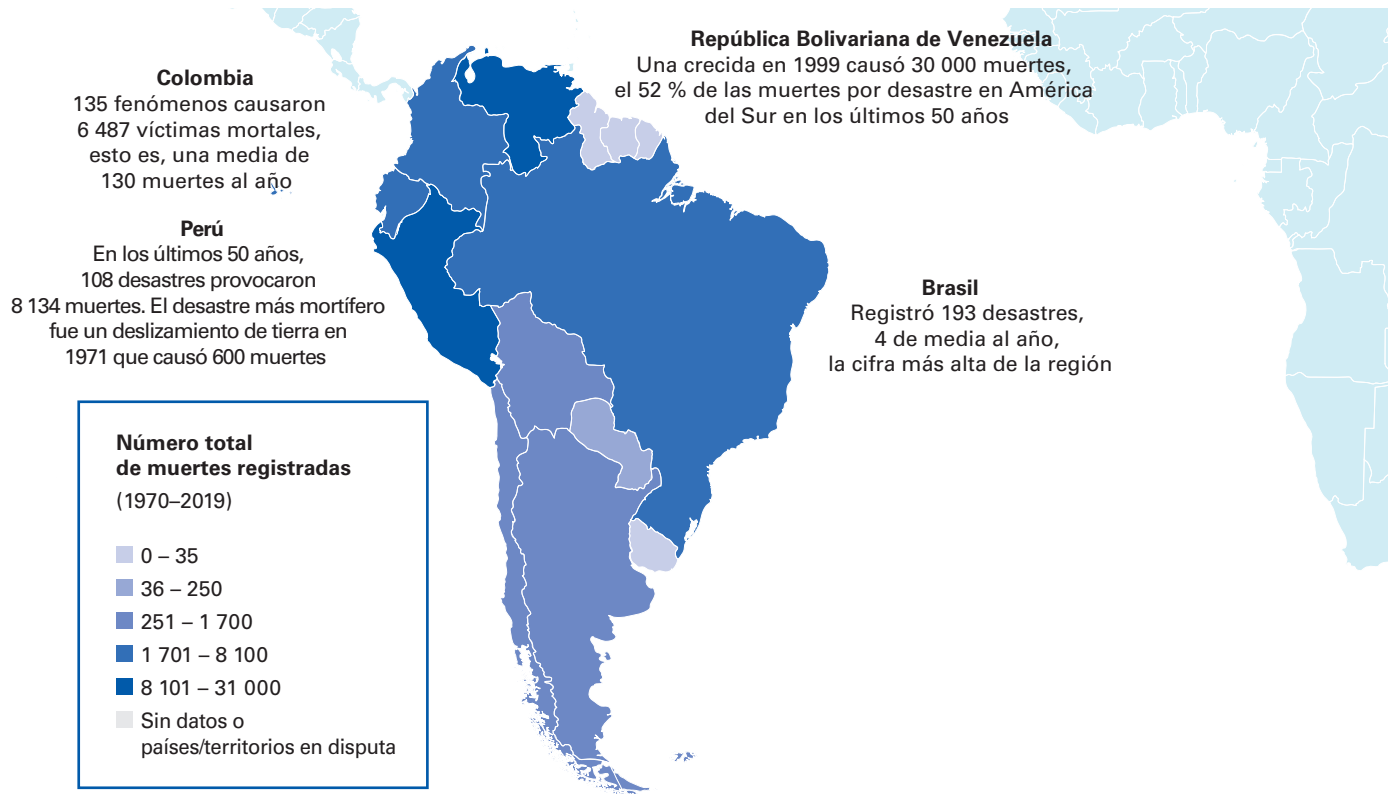 República Bolivariana de Venezuela
Una crecida en 1999 causó 30 000 muertes,
el 52 % de las muertes por desastre en América
del Sur en los últimos 50 años
Colombia
135 fenómenos causaron
6 487 víctimas mortales,
esto es, una media de
130 muertes al año
Perú
En los últimos 50 años,
108 desastres provocaron
8 134 muertes. El desastre más mortífero
fue un deslizamiento de tierra en
1971 que causó 600 muertes
Brasil
Registró 193 desastres,
4 de media al año,
la cifra más alta de la región
Número total
de muertes registradas
(1970–2019)
0 – 35
36 – 250
251 – 1 700
1 701 – 8 100
8 101 – 31 000
Sin datos o
países/territorios en disputa